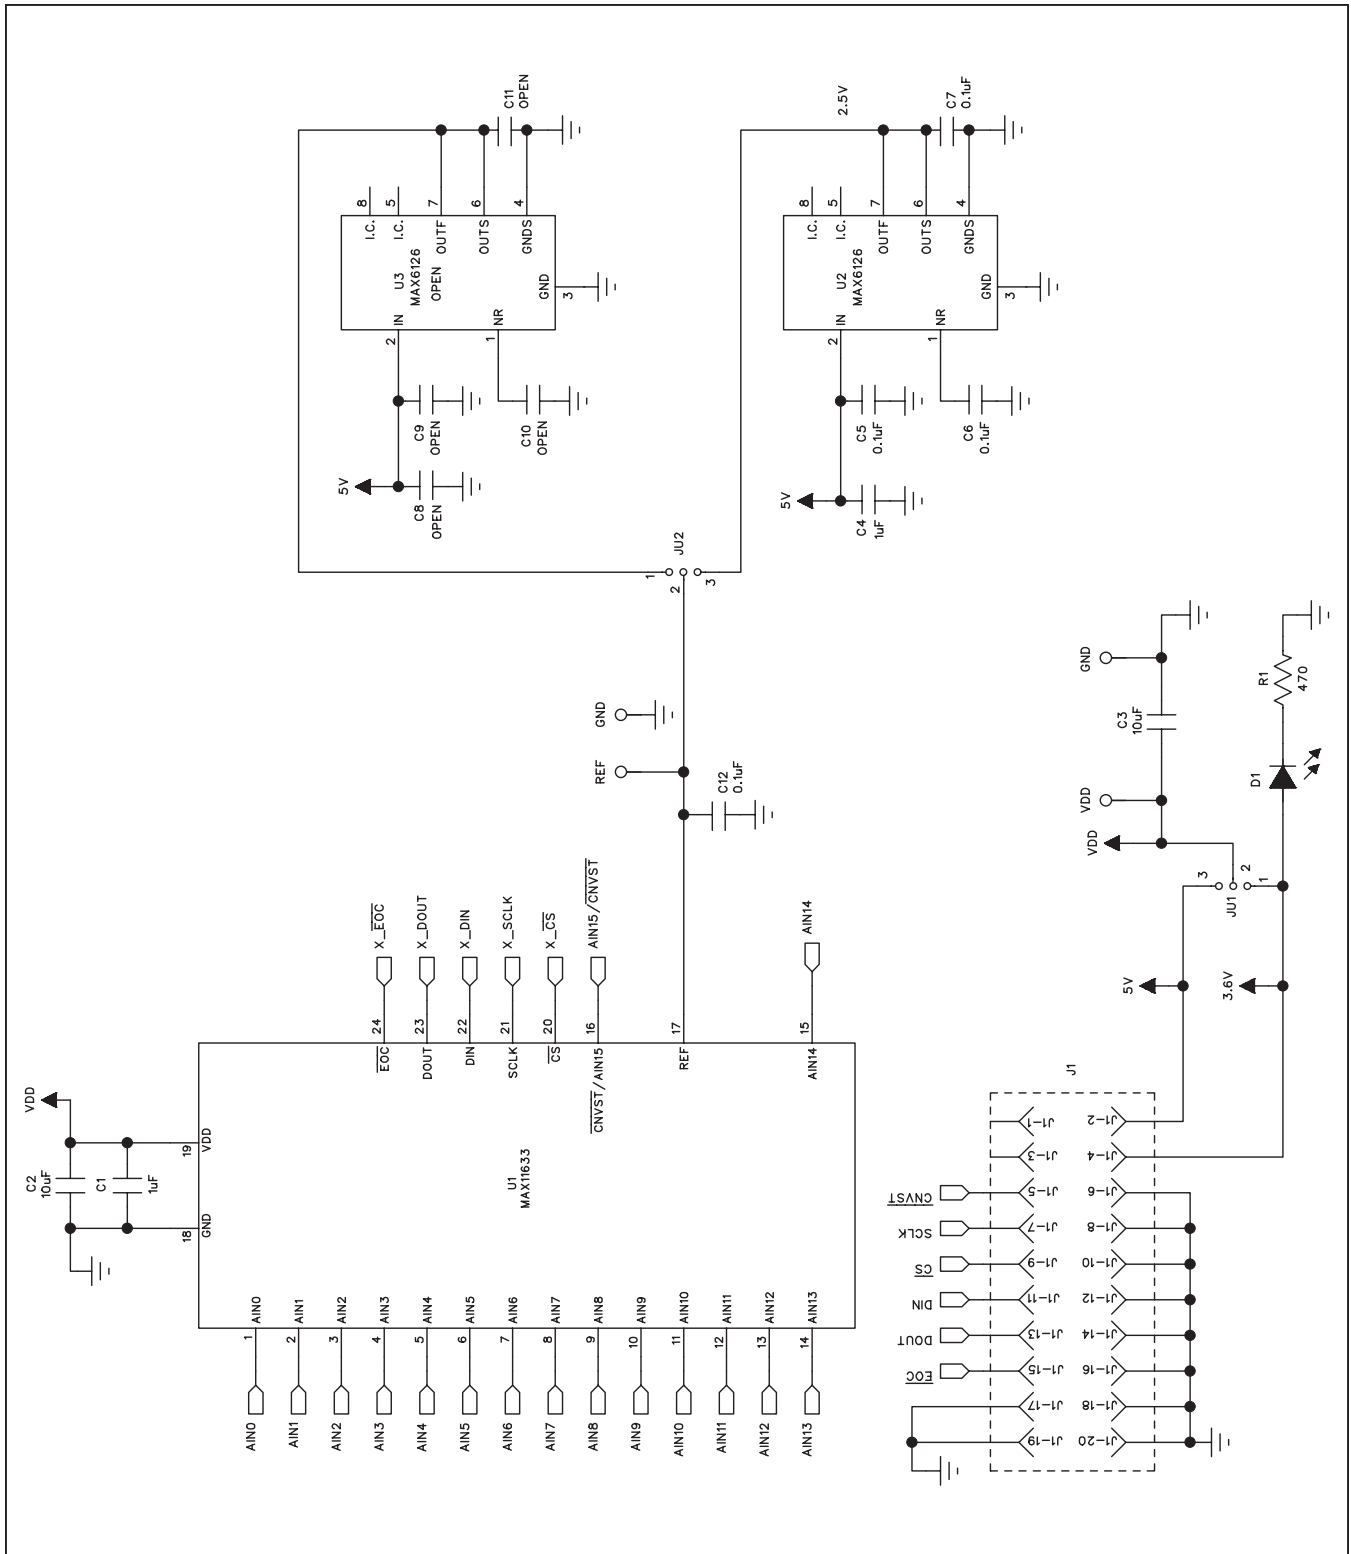 C11
OPEN
8
I.C.
5
I.C.
7
OUTF
6
OUTS
4
GNDS
U3
MAX6126
OPEN
GND
3
IN
2
NR
1
C9
OPEN
C10
OPEN
5V
C8
OPEN
2.5V
C7
0.1uF
8
I.C.
5
I.C.
7
OUTF
6
OUTS
4
GNDS
U2
MAX6126
GND
3
IN
2
NR
1
C5
0.1uF
C6
0.1uF
5V
C4
1uF
JU2
1
2
3
GND
REF
C12
0.1uF
GND
C3
10uF
VDD
VDD
R1
470
D1
3
2
1
JU1
5V
3.6V
X_EOC
X_DOUT
X_DIN
X_SCLK
X_CS
AIN15/CNVST
AIN14
24
23
22
21
20
16
17
15
EOC
DOUT
DIN
SCLK
CS
CNVST/AIN15
REF
AIN14
VDD
C2
10uF
C1
1uF
19
VDD
18
GND
U1
MAX11633
AIN0
AIN1
AIN2
AIN3
AIN4
AIN5
AIN6
AIN7
AIN8
AIN9
AIN10
AIN11
AIN12
AIN13
1
2
3
4
5
6
7
8
9
10
11
12
13
14
AIN0
AIN1
AIN2
AIN3
AIN4
AIN5
AIN6
AIN7
AIN8
AIN9
AIN10
AIN11
AIN12
AIN13
J1
J1-1
J1-2
J1-3
J1-4
CNVST
J1-5
J1-6
SCLK
J1-7
J1-8
CS
J1-9
J1-10
DIN
J1-11
J1-12
DOUT
J1-13
J1-14
EOC
J1-15
J1-16
J1-17
J1-18
J1-19
J1-20